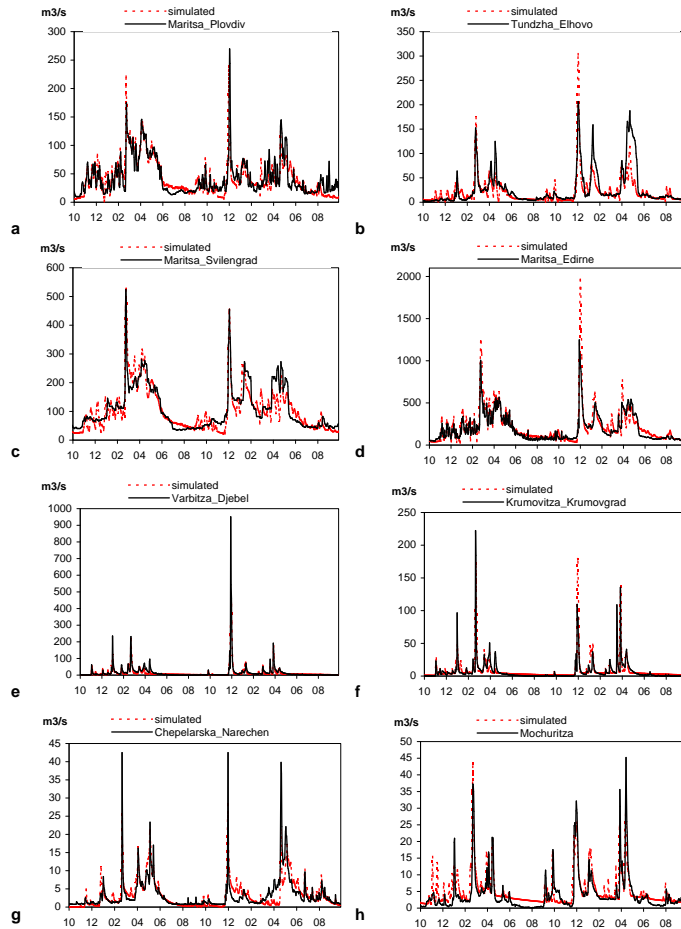 m3/s
simulated
Maritsa_Plovdiv
300
250
200
150
100
50
0
10 12 02 04 06 08 10 12 02 04 06 08
a
simulated
Tundzha_Elhovo
350
300
250
200
150
100
50
0
10 12 02 04 06 08 10 12 02 04 06 08
b
m3/s
simulated
Maritsa_Svilengrad
600
500
400
300
200
100
0
10 12 02 04 06 08 10 12 02 04 06 08
c
m3/s
simulated
Maritsa_Edirne
2000
1500
1000
500
0
10 12 02 04 06 08 10 12 02 04 06 08
d
m3/s
simulated
Varbitza_Djebel
1000
900
800
700
600
500
400
300
200
100
0
10 12 02 04 06 08 10 12 02 04 06 08
e
m3/s
simulated
Krumovitza_Krumovgrad
250
200
150
100
50
0
10 12 02 04 06 08 10 12 02 04 06 08
f
m3/s
simulated
Chepelarska_Narechen
45
40
35
30
25
20
15
10
5
0
10 12 02 04 06 08 10 12 02 04 06 08
g
m3/s
simulated
Mochuritza
50
45
40
35
30
25
20
15
10
5
0
10 12 02 04 06 08 10 12 02 04 06 08
h